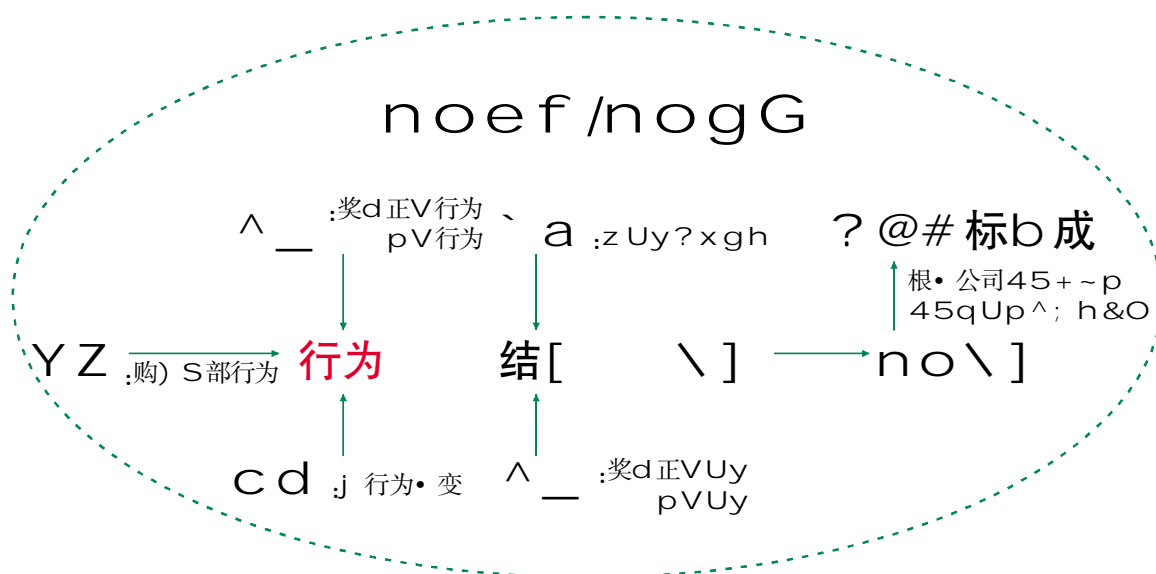 noef/nogG
^_ :奖d正V行为
pV行为
`a :zUy?xgh
?@#标b成
根•公司45+~p
45qUp^; h&O
YZ :购) S部行为
行为
结[ \]
no\]
cd :j 行为•变
^_ :奖d正VUy
pVUy